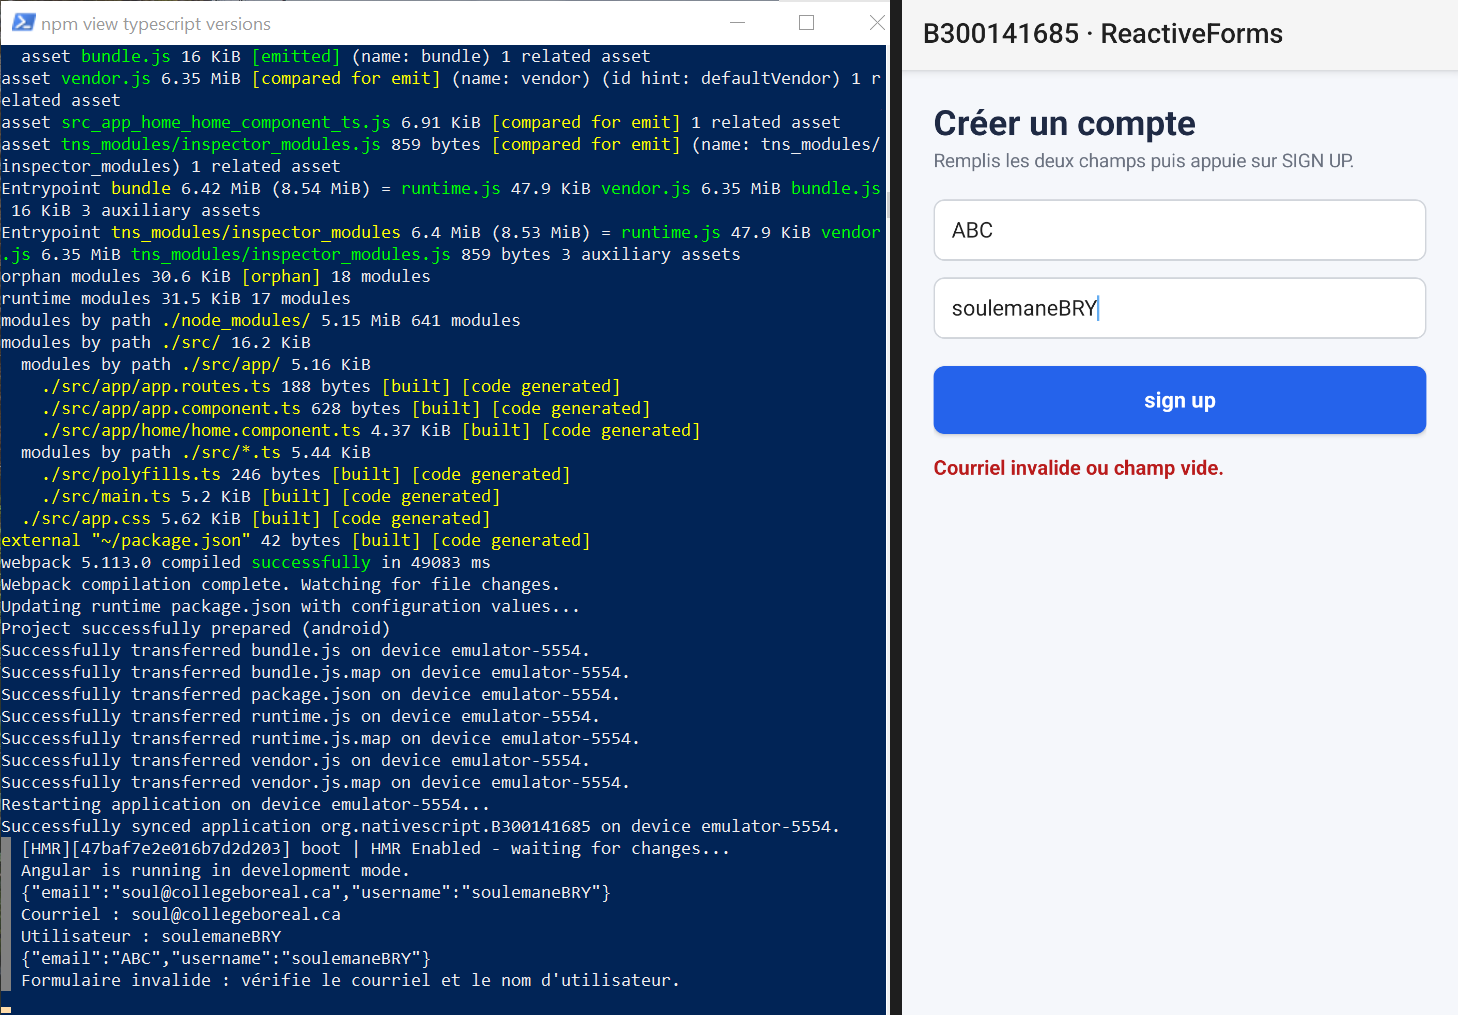 npm view typescript versions
  asset bundle.js 16 KiB [emitted] (name: bundle) 1 related asset
asset vendor.js 6.35 MiB [compared for emit] (name: vendor) (id hint: defaultVendor) 1 r
elated asset
asset src_app_home_home_component_ts.js 6.91 KiB [compared for emit] 1 related asset
asset tns_modules/inspector_modules.js 859 bytes [compared for emit] (name: tns_modules/
inspector_modules) 1 related asset
Entrypoint bundle 6.42 MiB (8.54 MiB) = runtime.js 47.9 KiB vendor.js 6.35 MiB bundle.js
 16 KiB 3 auxiliary assets
Entrypoint tns_modules/inspector_modules 6.4 MiB (8.53 MiB) = runtime.js 47.9 KiB vendor
.js 6.35 MiB tns_modules/inspector_modules.js 859 bytes 3 auxiliary assets
orphan modules 30.6 KiB [orphan] 18 modules
runtime modules 31.5 KiB 17 modules
modules by path ./node_modules/ 5.15 MiB 641 modules
modules by path ./src/ 16.2 KiB
  modules by path ./src/app/ 5.16 KiB
    ./src/app/app.routes.ts 188 bytes [built] [code generated]
    ./src/app/app.component.ts 628 bytes [built] [code generated]
    ./src/app/home/home.component.ts 4.37 KiB [built] [code generated]
  modules by path ./src/*.ts 5.44 KiB
    ./src/polyfills.ts 246 bytes [built] [code generated]
    ./src/main.ts 5.2 KiB [built] [code generated]
  ./src/app.css 5.62 KiB [built] [code generated]
external "~/package.json" 42 bytes [built] [code generated]
webpack 5.113.0 compiled successfully in 49083 ms
Webpack compilation complete. Watching for file changes.
Updating runtime package.json with configuration values...
Project successfully prepared (android)
Successfully transferred bundle.js on device emulator-5554.
Successfully transferred bundle.js.map on device emulator-5554.
Successfully transferred package.json on device emulator-5554.
Successfully transferred runtime.js on device emulator-5554.
Successfully transferred runtime.js.map on device emulator-5554.
Successfully transferred vendor.js on device emulator-5554.
Successfully transferred vendor.js.map on device emulator-5554.
Restarting application on device emulator-5554...
Successfully synced application org.nativescript.B300141685 on device emulator-5554.
  [HMR][47baf7e2e016b7d2d203] boot | HMR Enabled - waiting for changes...
  Angular is running in development mode.
  {"email":"soul@collegeboreal.ca","username":"soulemaneBRY"}
  Courriel : soul@collegeboreal.ca
  Utilisateur : soulemaneBRY
  {"email":"ABC","username":"soulemaneBRY"}
  Formulaire invalide : vérifie le courriel et le nom d'utilisateur.
B300141685 · ReactiveForms
Créer un compte
Remplis les deux champs puis appuie sur SIGN UP.
ABC
soulemaneBRY
sign up
Courriel invalide ou champ vide.